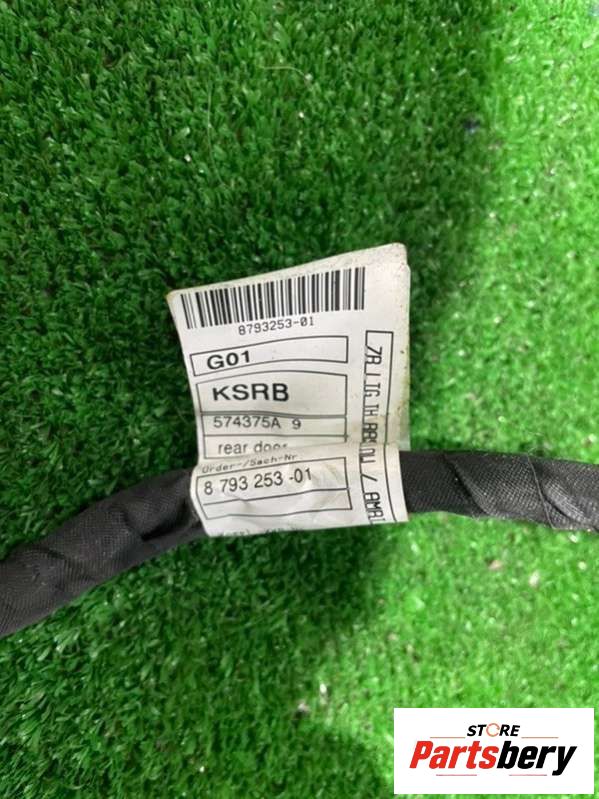 8793253-01
G01
KSRB
574375A 9
rear door
Order-/Sach-Nr
8 793 253 -01
STORE
Partsbery